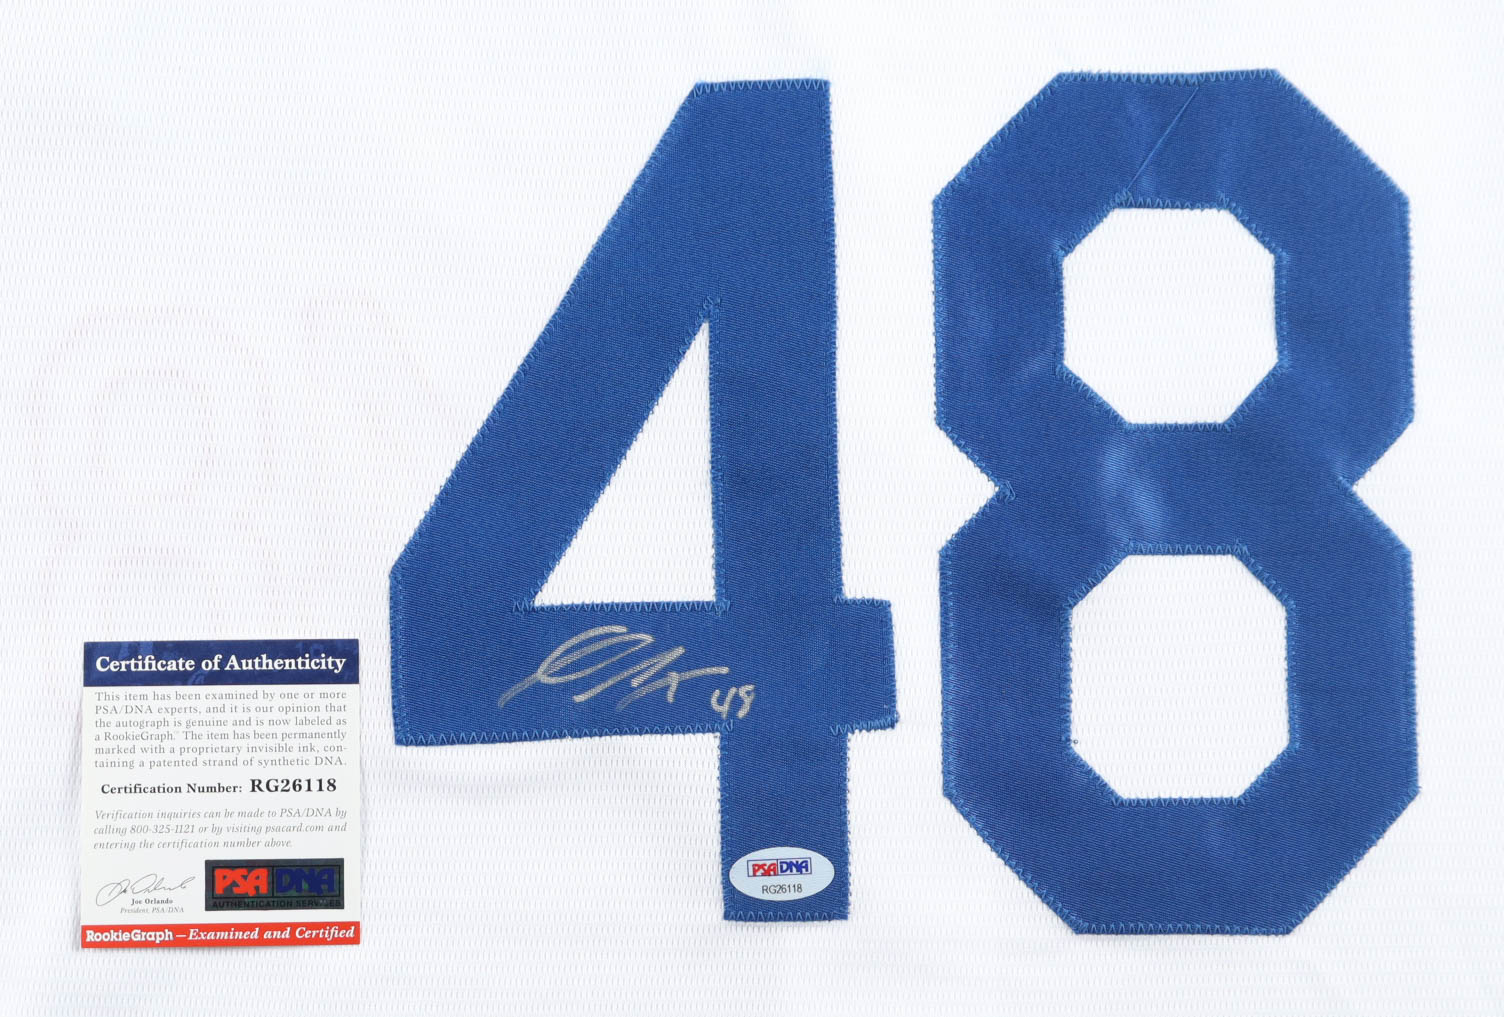 48
48
Certificate of Authenticity
This item has been examined by one or more
PSA/DNA experts, and it is our opinion that
the autograph is genuine and is now labeled as
a RookieGraph.™ The item has been permanently
marked with a proprietary invisible ink, con-
taining a patented strand of synthetic DNA.
Certification Number: RG26118
Verification inquiries can be made to PSA/DNA by
calling 800-325-1121 or by visiting psacard.com and
entering the certification number above.
Joe Orlando
President, PSA/DNA
PSA DNA
AUTHENTICATION SERVICES
RookieGraph – Examined and Certified
PSA DNA
RG26118